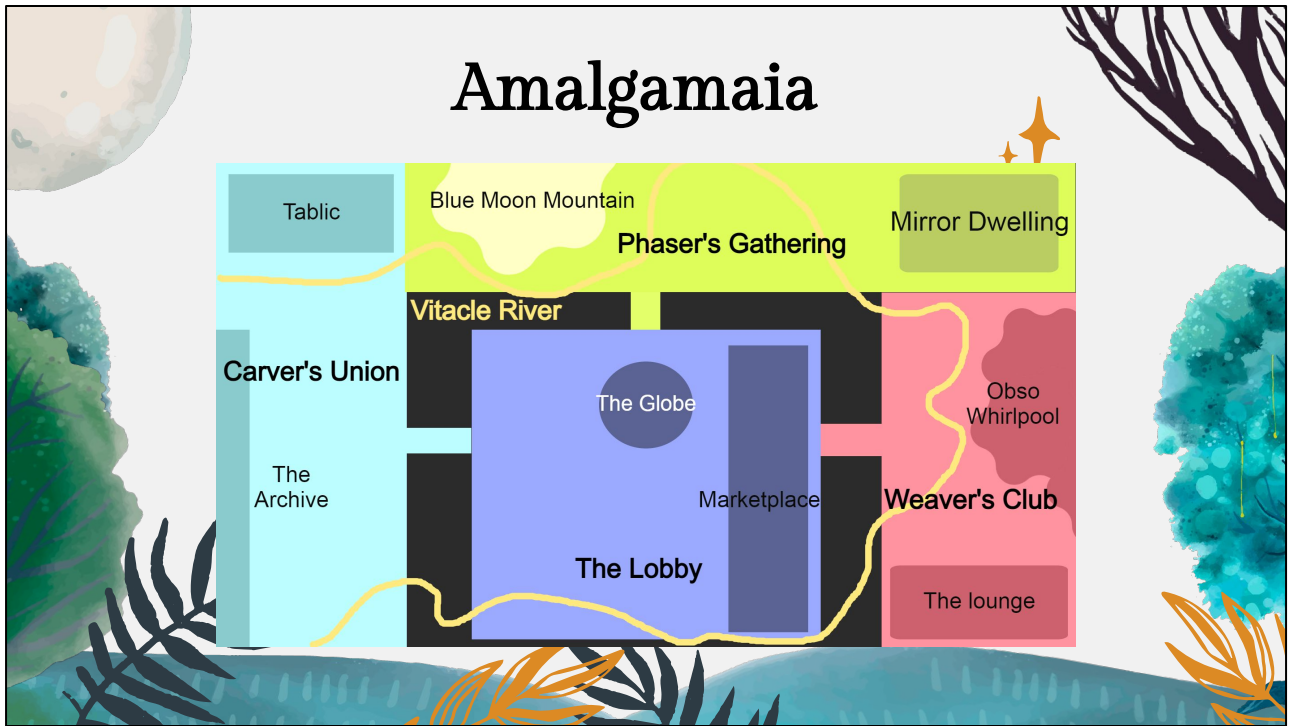 Amalgamaia
Tablic
Blue Moon Mountain
Mirror Dwelling
Phaser's Gathering
Vitacle River
Carver's Union
The Globe
Obso
Whirlpool
The
Archive
Marketplace
Weaver's Club
The Lobby
The lounge